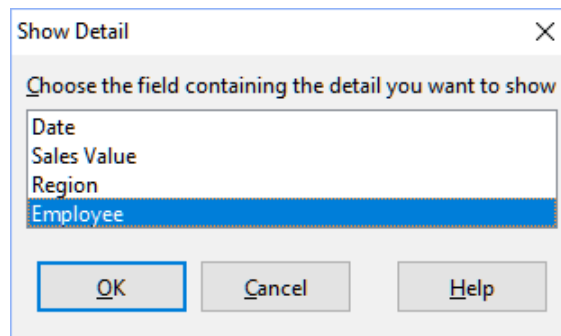 Show Detail
Choose the field containing the detail you want to show
Date
Sales Value
Region
Employee
OK
Cancel
Help